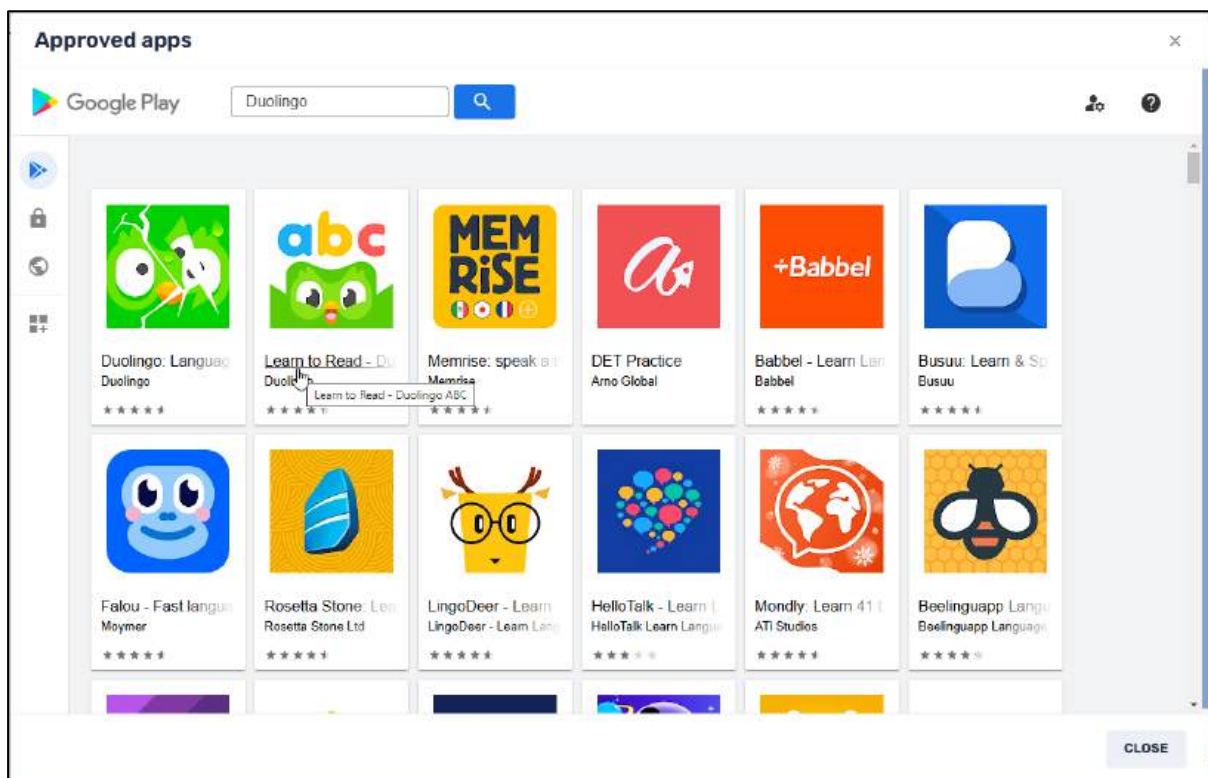 Approved apps
Google Play
Duolingo
abc
MEM
RiSE
a
+Babbel
B
Duolingo: Languag
Learn to Read - Du
Memrise: speak a
DET Practice
Babbel - Learn Lan
Busuu: Learn & Sp
Duolingo
Memrise
Arno Global
Babbel
Busuu
Learn to Read - Duolingo ABC
Falou - Fast langua
Rosetta Stone: Lea
LingoDeer - Learn
HelloTalk - Learn L
Mondly: Learn 41 L
Beelinguapp Langu
Moymer
Rosetta Stone Ltd
LingoDeer - Learn Lang
HelloTalk Learn Langu
ATi Studios
Beelinguapp Language
CLOSE